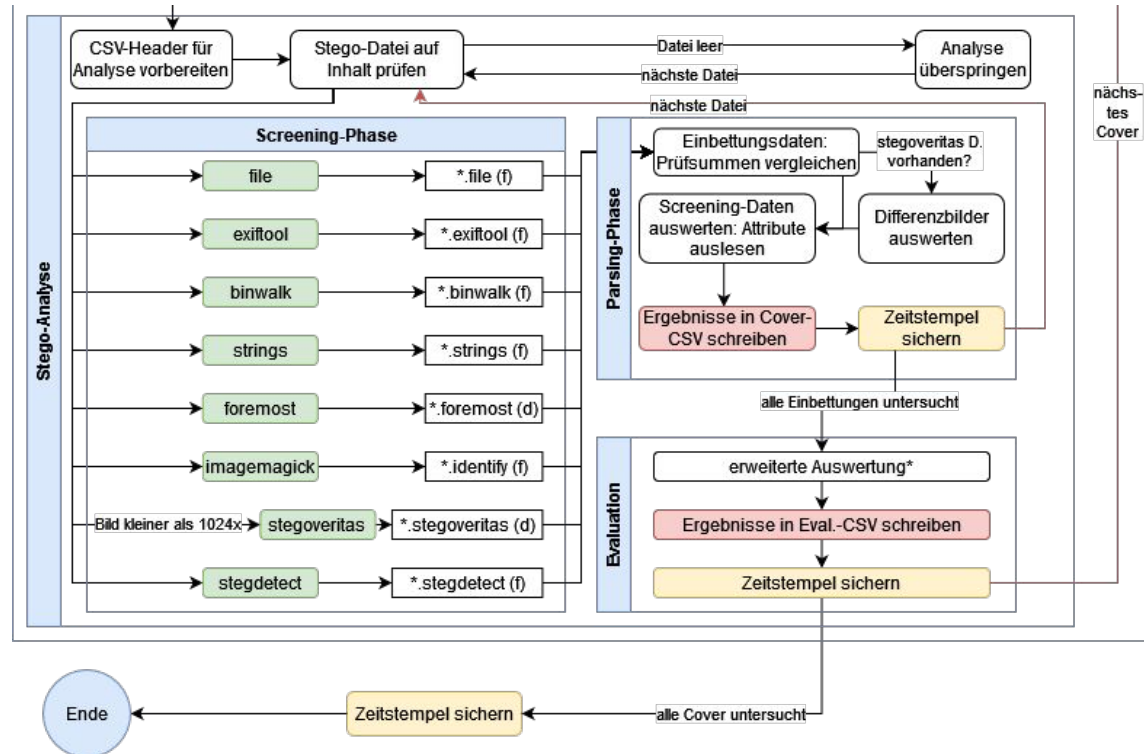 CSV-Header für
Analyse vorbereiten
Stego-Datei auf
Inhalt prüfen
Datei leer
nächste Datei
Analyse
überspringen
nächste Datei
nächs-
tes
Cover
Stego-Analyse
Screening-Phase
file
*.file (f)
exiftool
*.exiftool (f)
binwalk
*.binwalk (f)
strings
*.strings (f)
foremost
*.foremost (d)
imagemagick
*.identify (f)
Bild kleiner als 1024x
stegoveritas
*.stegoveritas (d)
stegdetect
*.stegdetect (f)
Parsing-Phase
Einbettungsdaten:
Prüfsummen vergleichen
stegoveritas D.
vorhanden?
Screening-Daten
auswerten: Attribute
auslesen
Differenzbilder
auswerten
Ergebnisse in Cover-
CSV schreiben
Zeitstempel
sichern
alle Einbettungen untersucht
Evaluation
erweiterte Auswertung*
Ergebnisse in Eval.-CSV schreiben
Zeitstempel sichern
alle Cover untersucht
Zeitstempel sichern
Ende